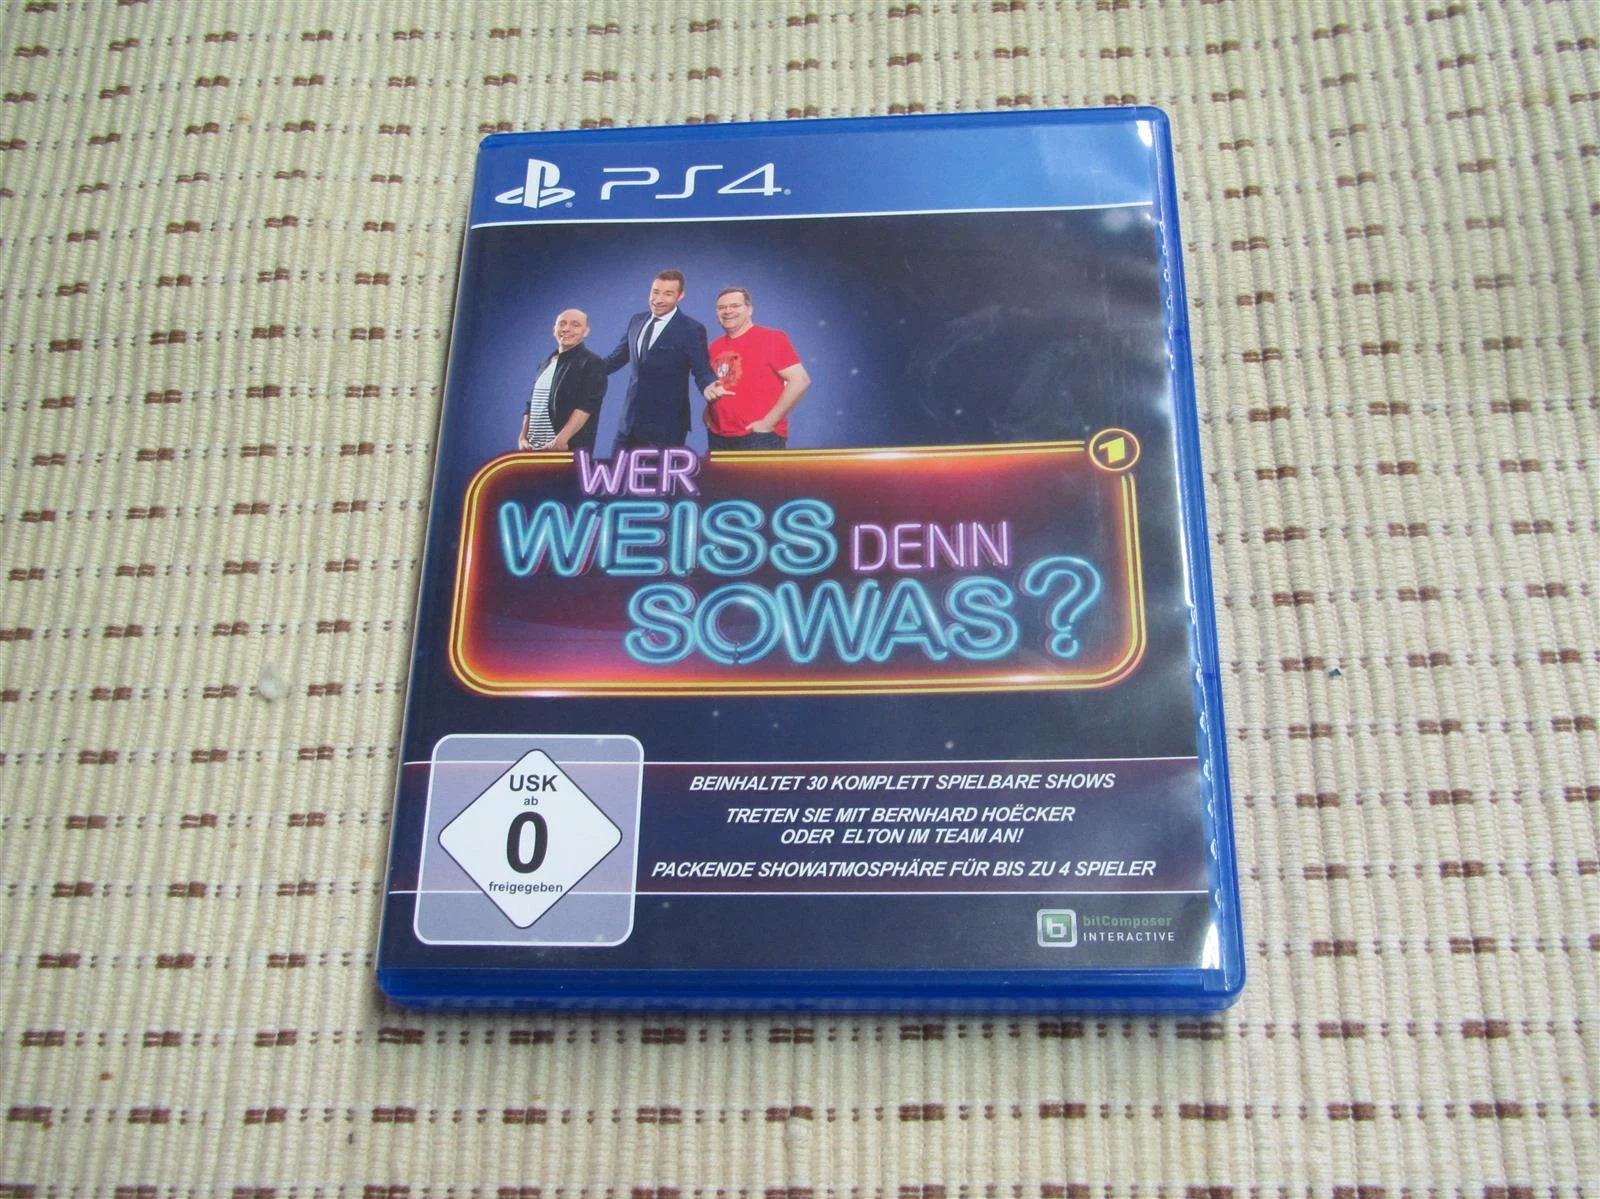 PS4
WER
WEISS DENN
SOWAS?
USK
ab
0
freigegeben
BEINHALTET 30 KOMPLETT SPIELBARE SHOWS
TRETEN SIE MIT BERNHARD HOËCKER
ODER ELTON IM TEAM AN!
PACKENDE SHOWATMOSPHÄRE FÜR BIS ZU 4 SPIELER
bitComposer
INTERACTIVE